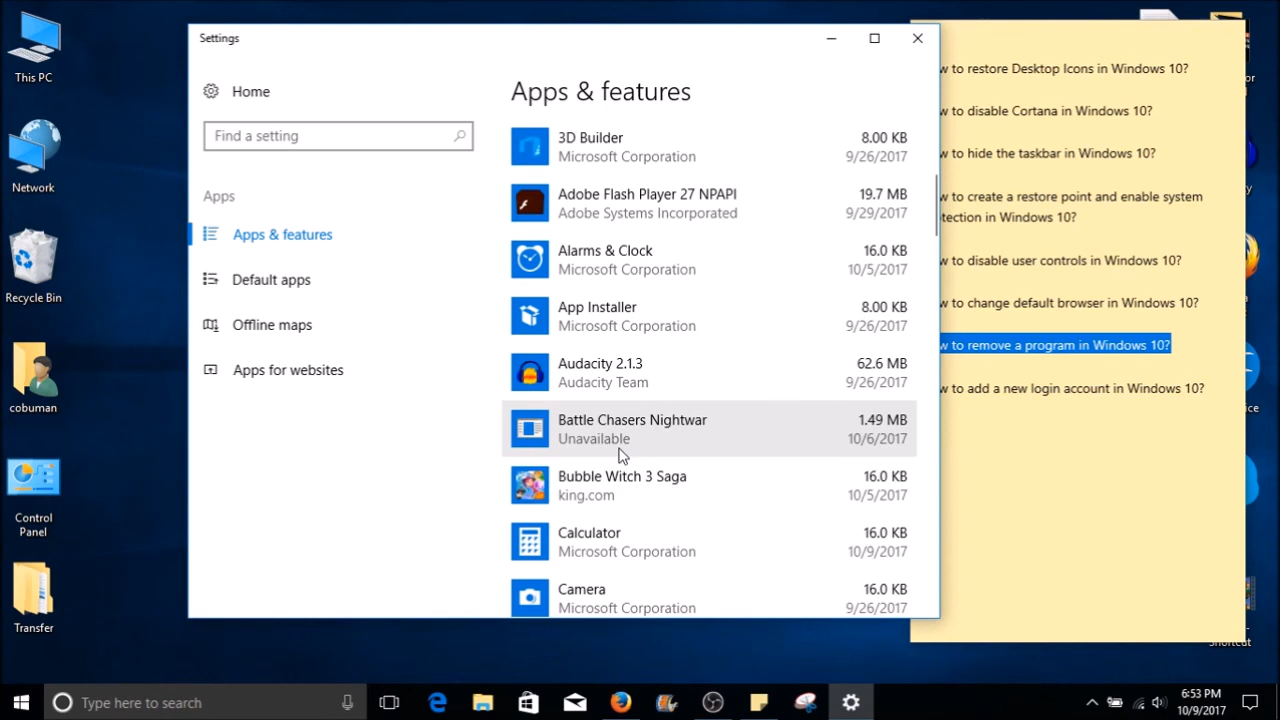 This PC
Network
Recycle Bin
cobuman
Control
Panel
Transfer
Settings
Home
Find a setting
Apps
Apps & features
Default apps
Offline maps
Apps for websites
Apps & features
3D Builder 8.00 KB
Microsoft Corporation 9/26/2017
Adobe Flash Player 27 NPAPI 19.7 MB
Adobe Systems Incorporated 9/29/2017
Alarms & Clock 16.0 KB
Microsoft Corporation 10/5/2017
App Installer 8.00 KB
Microsoft Corporation 9/26/2017
Audacity 2.1.3 62.6 MB
Audacity Team 9/26/2017
Battle Chasers Nightwar 1.49 MB
Unavailable 10/6/2017
Bubble Witch 3 Saga 16.0 KB
king.com 10/5/2017
Calculator 16.0 KB
Microsoft Corporation 10/9/2017
Camera 16.0 KB
Microsoft Corporation 9/26/2017
w to restore Desktop Icons in Windows 10?
w to disable Cortana in Windows 10?
w to hide the taskbar in Windows 10?
w to create a restore point and enable system
tection in Windows 10?
w to disable user controls in Windows 10?
w to change default browser in Windows 10?
w to remove a program in Windows 10?
w to add a new login account in Windows 10?
Type here to search
6:53 PM
10/9/2017